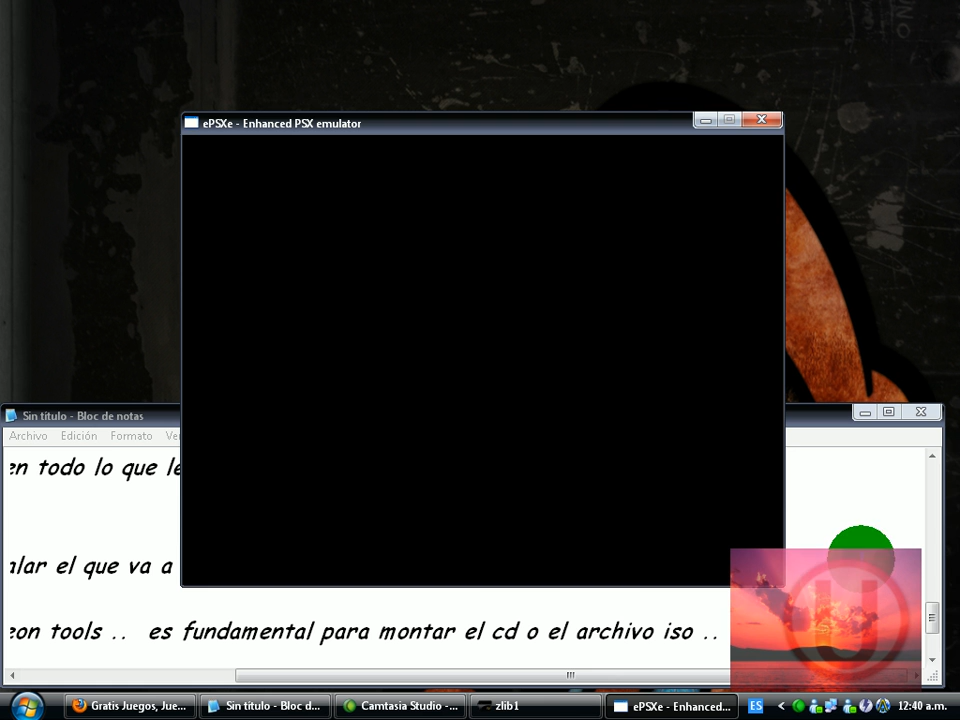 ePSXe - Enhanced PSX emulator
Sin título - Bloc de notas
Archivo Edición Formato
en todo lo que le
alar el que va a
eon tools .. es fundamental para montar el cd o el archivo iso ..
U
Gratis Juegos, Jue... Sin título - Bloc d... Camtasia Studio -... zlib1 ePSXe - Enhanced... ES 12:40 a.m.